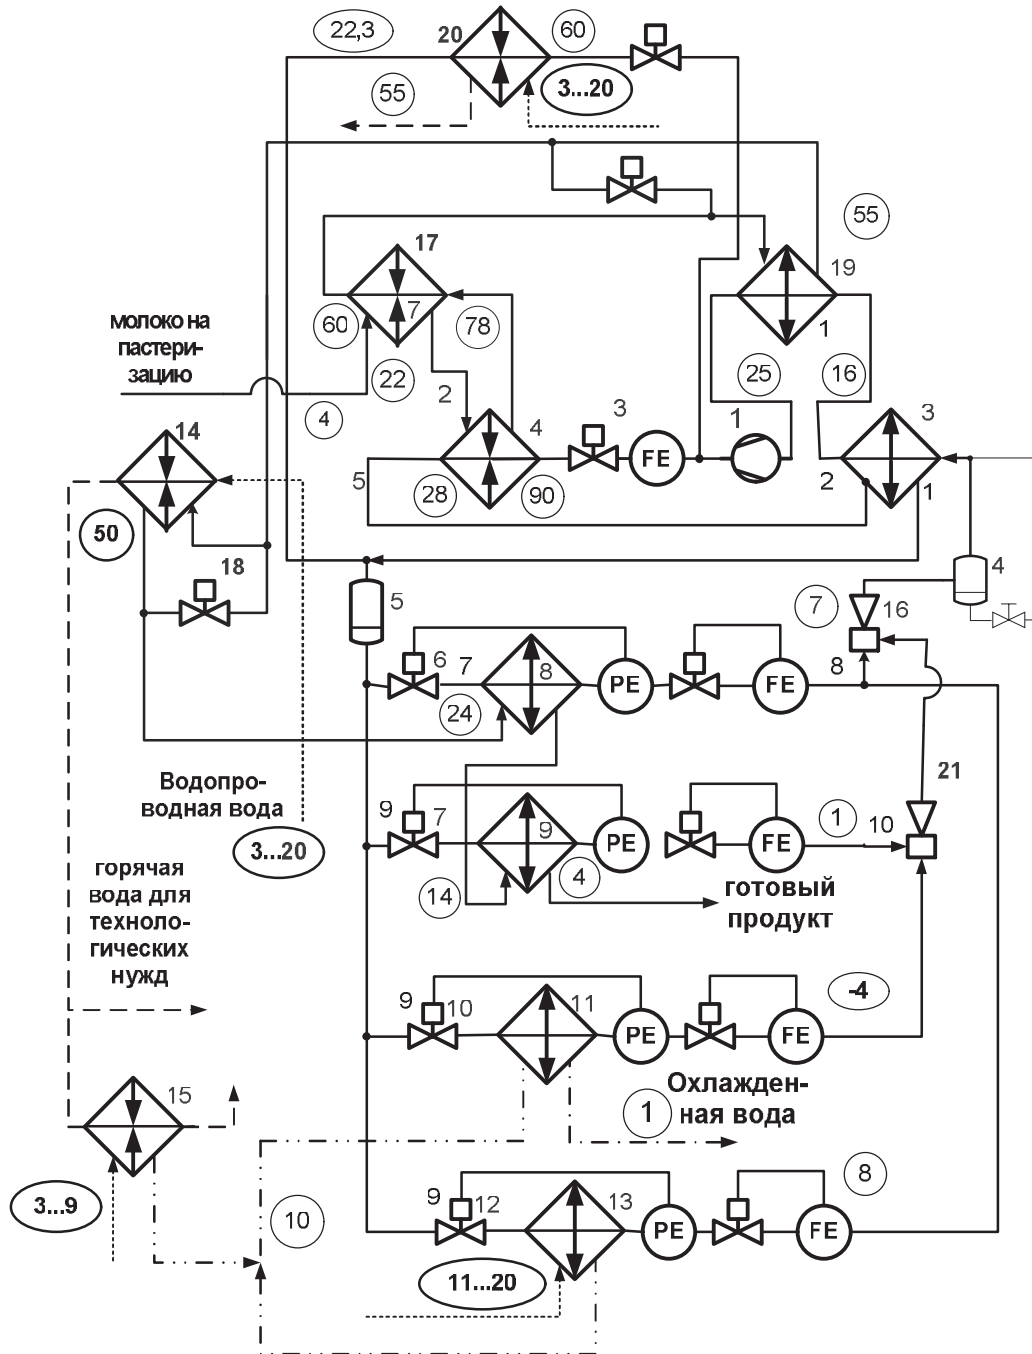 22,3
20
60
55
3...20
55
17
19
7
60
78
1
молоко на
пастери-
зацию
22
25
16
4
2
3
1
3
14
4
FE
5
28
90
2
1
50
18
4
5
7
16
6
7
8
PE
FE
8
24
Водопро-
водная вода
21
3...20
9
7
9
PE
FE
1
10
14
4
готовый
продукт
горячая
вода для
техноло-
гических
нужд
9
10
11
PE
FE
-4
Охлажден-
ная вода
1
15
3...9
10
9
12
13
PE
FE
8
11...20